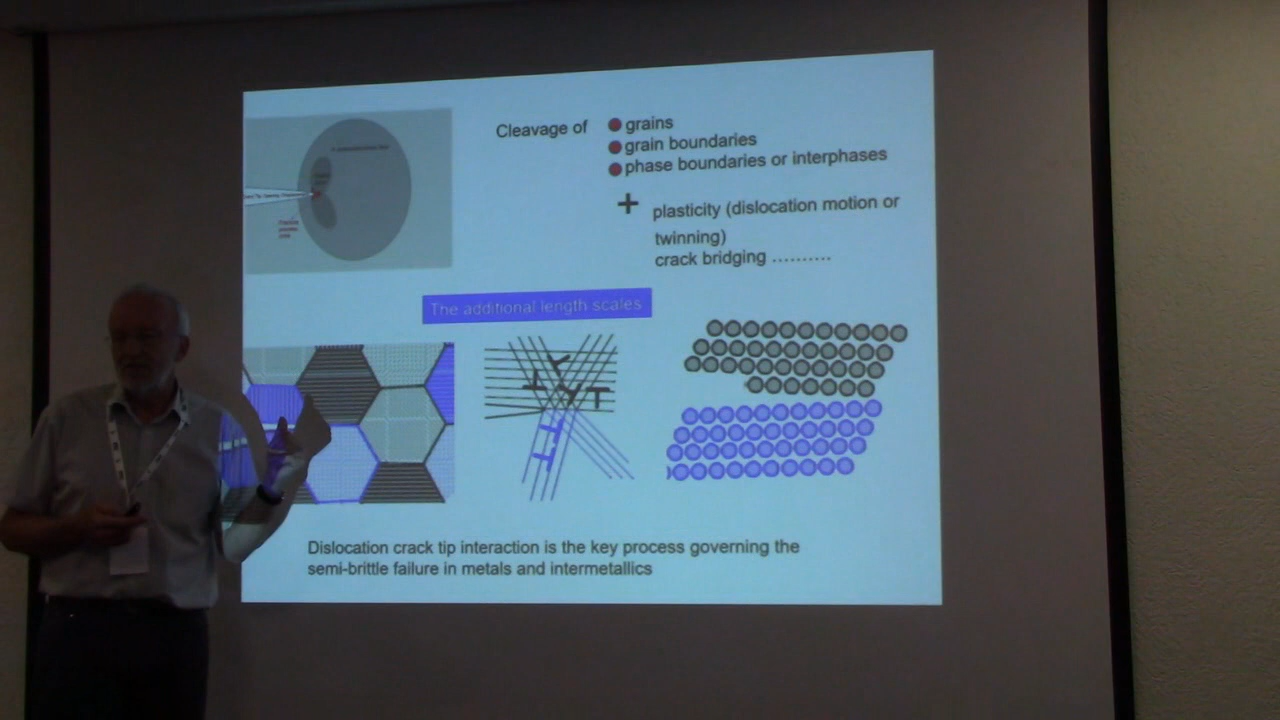 Cleavage of
grains
grain boundaries
phase boundaries or interphases
+
plasticity (dislocation motion or
twinning)
crack bridging ..........
The additional length scales
Dislocation crack tip interaction is the key process governing the
semi-brittle failure in metals and intermetallics